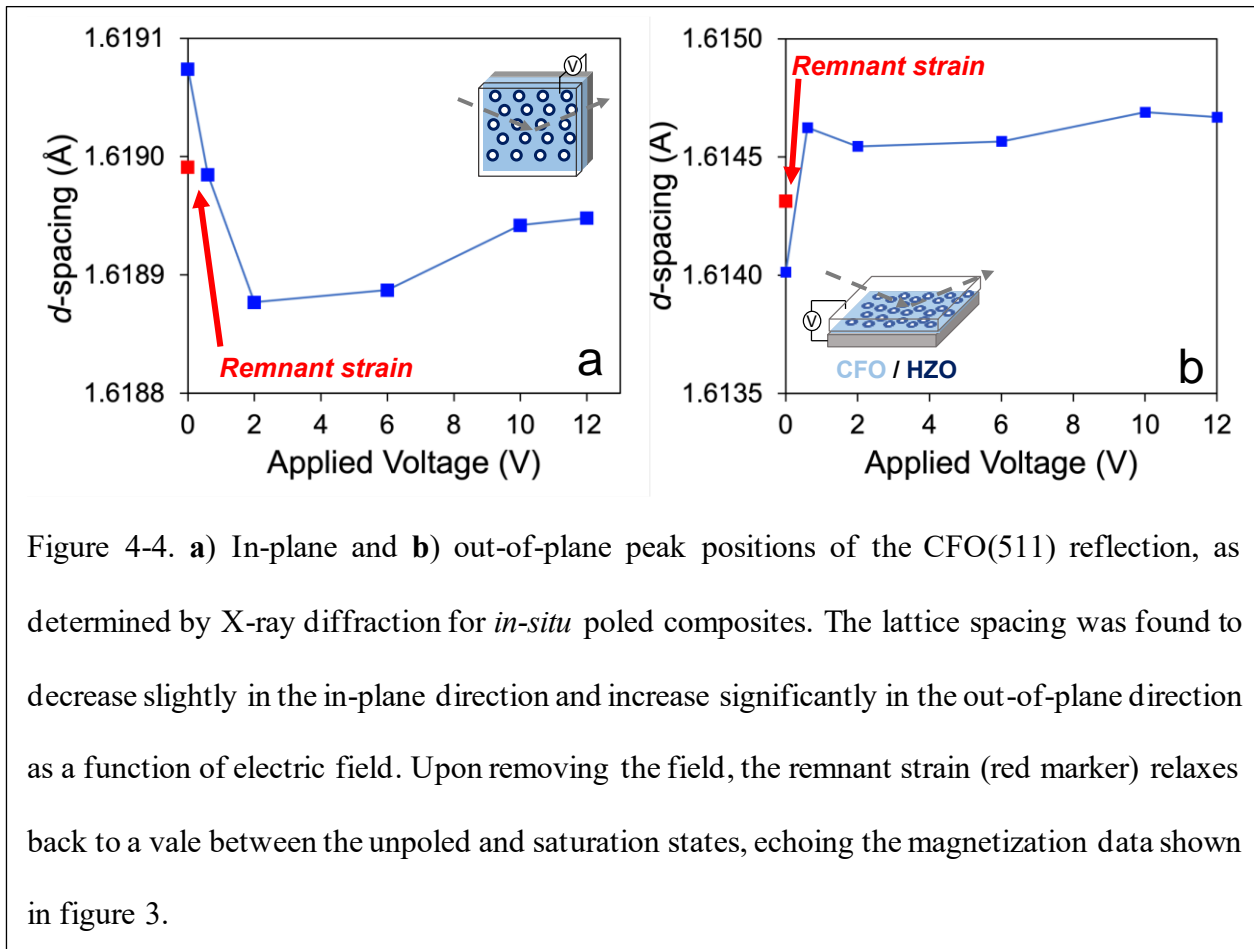 1.6191
1.6190
1.6189
1.6188
d-spacing (Å)
V
Remnant strain
a
0 2 4 6 8 10 12
Applied Voltage (V)
1.6150
1.6145
1.6140
1.6135
d-spacing (A)
Remnant strain
V
CFO / HZO
b
0 2 4 6 8 10 12
Applied Voltage (V)
Figure 4-4. a) In-plane and b) out-of-plane peak positions of the CFO(511) reflection, as
determined by X-ray diffraction for in-situ poled composites. The lattice spacing was found to
decrease slightly in the in-plane direction and increase significantly in the out-of-plane direction
as a function of electric field. Upon removing the field, the remnant strain (red marker) relaxes
back to a vale between the unpoled and saturation states, echoing the magnetization data shown
in figure 3.